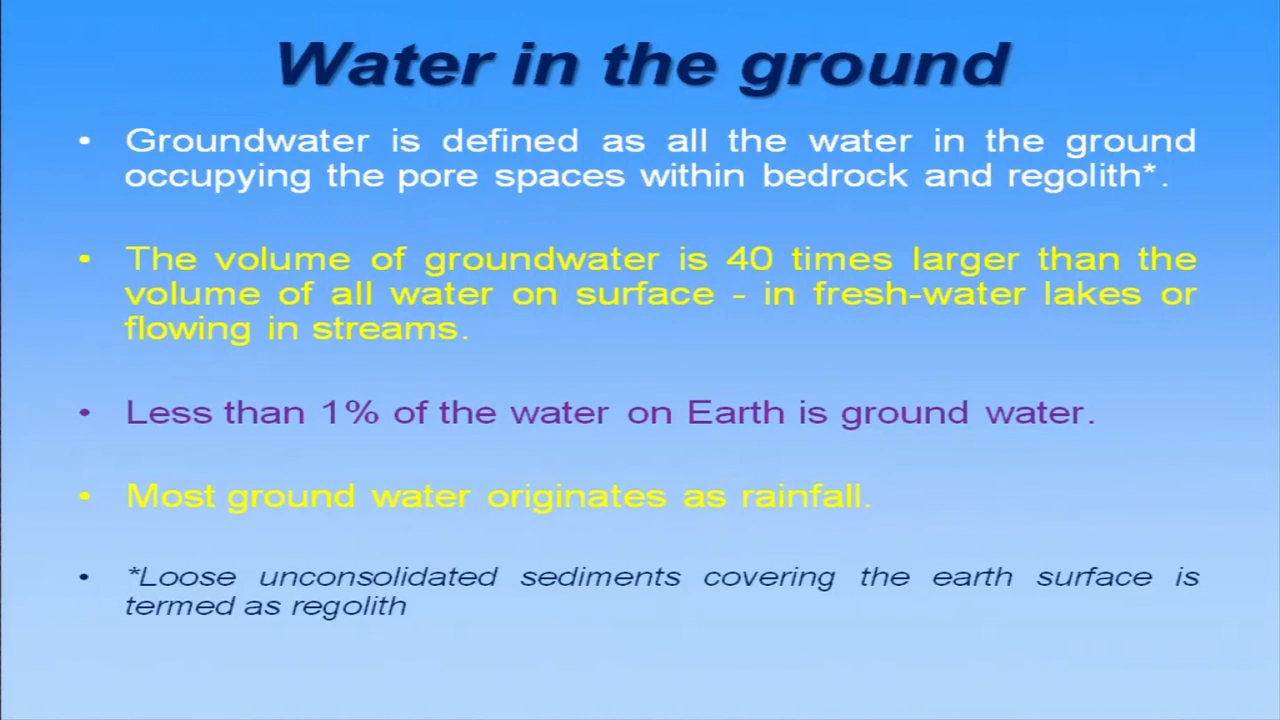 Water in the ground
• Groundwater is defined as all the water in the ground
occupying the pore spaces within bedrock and regolith*.
• The volume of groundwater is 40 times larger than the
volume of all water on surface - in fresh-water lakes or
flowing in streams.
• Less than 1% of the water on Earth is ground water.
• Most ground water originates as rainfall.
• *Loose unconsolidated sediments covering the earth surface is
termed as regolith